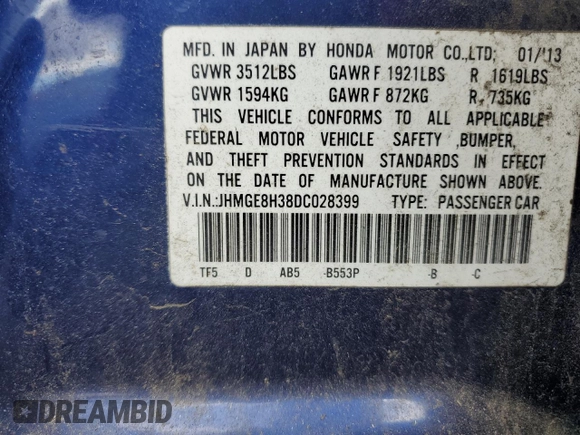 MFD. IN JAPAN BY HONDA MOTOR CO.,LTD; 01/'13
GVWR 3512LBS GAWR F 1921LBS R 1619LBS
GVWR 1594KG GAWR F 872KG R 735KG
THIS VEHICLE CONFORMS TO ALL APPLICABLE
FEDERAL MOTOR VEHICLE SAFETY ,BUMPER,
AND THEFT PREVENTION STANDARDS IN EFFECT
ON THE DATE OF MANUFACTURE SHOWN ABOVE.
V.I.N.:JHMGE8H38DC028399 TYPE: PASSENGER CAR
TF5 D AB5 -B553P -B -C
DREAMBID